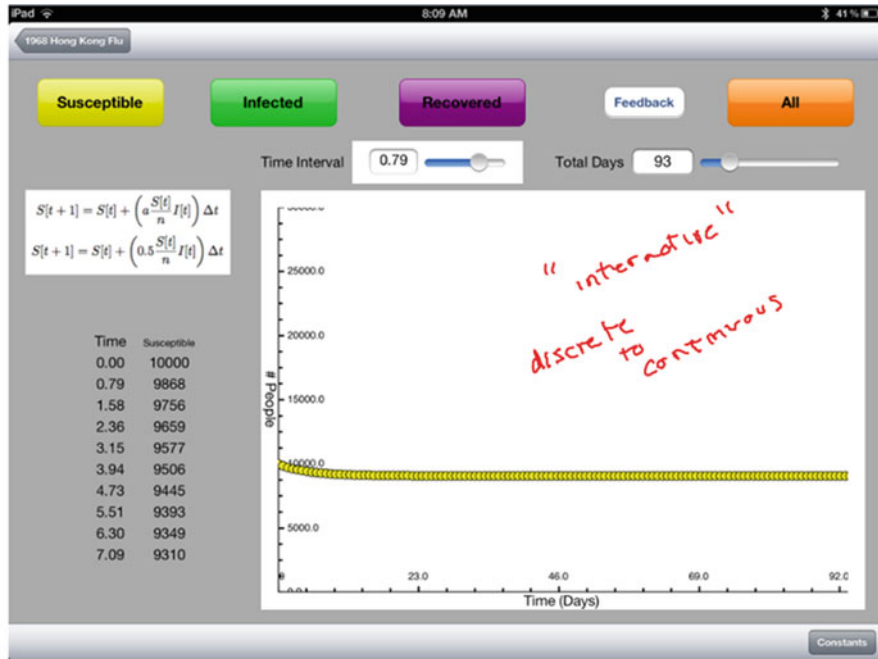 iPad 8:09 AM 41%
1968 Hong Kong Flu
Susceptible Infected Recovered Feedback All
Time Interval 0.79 Total Days 93
S[t + 1] = S[t] + (a S[t]/n I[t]) Δt
S[t + 1] = S[t] + (0.5 S[t]/n I[t]) Δt
Time Susceptible
0.00 10000
0.79 9868
1.58 9756
2.36 9659
3.15 9577
3.94 9506
4.73 9445
5.51 9393
6.30 9349
7.09 9310
# People
25000.0
20000.0
15000.0
10000.0
5000.0
0.0
23.0 46.0 69.0 92.0
Time (Days)
"interactive"
discrete
to
continuous
Constants